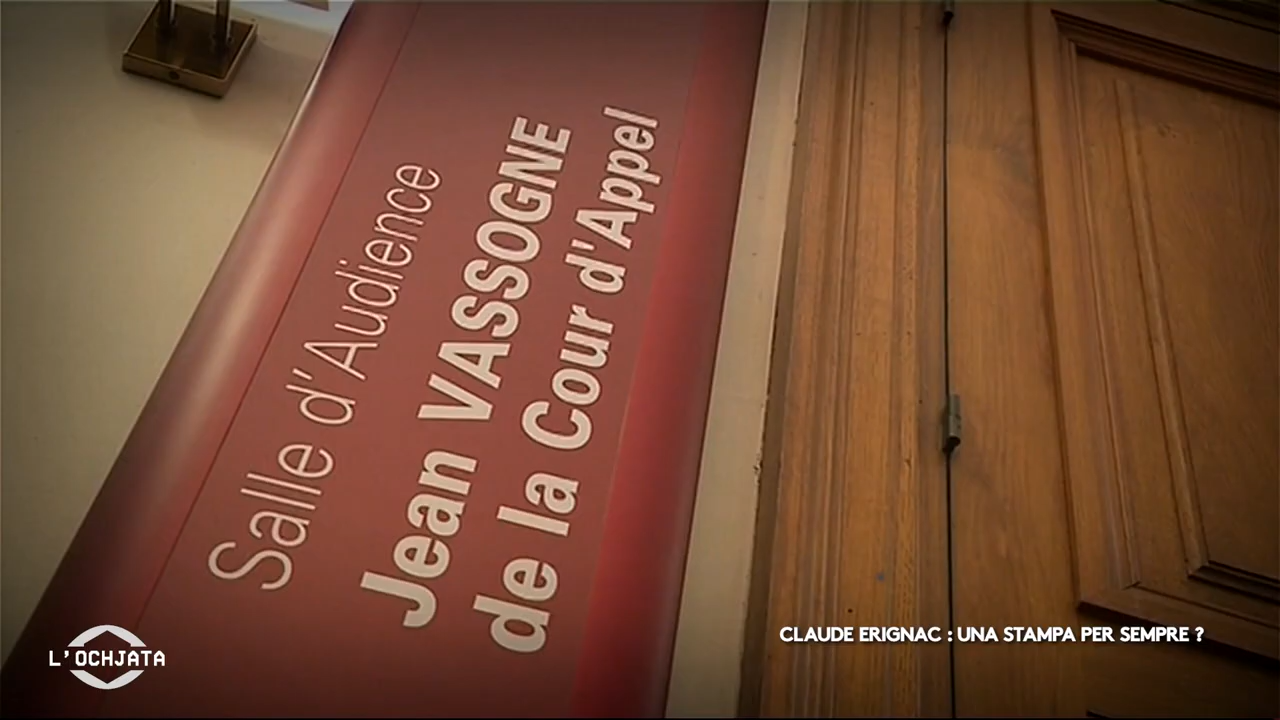 Salle d'Audience
Jean VASSOGNE
de la Cour d'Appel
L'OCHJATA
CLAUDE ERIGNAC : UNA STAMPA PER SEMPRE ?